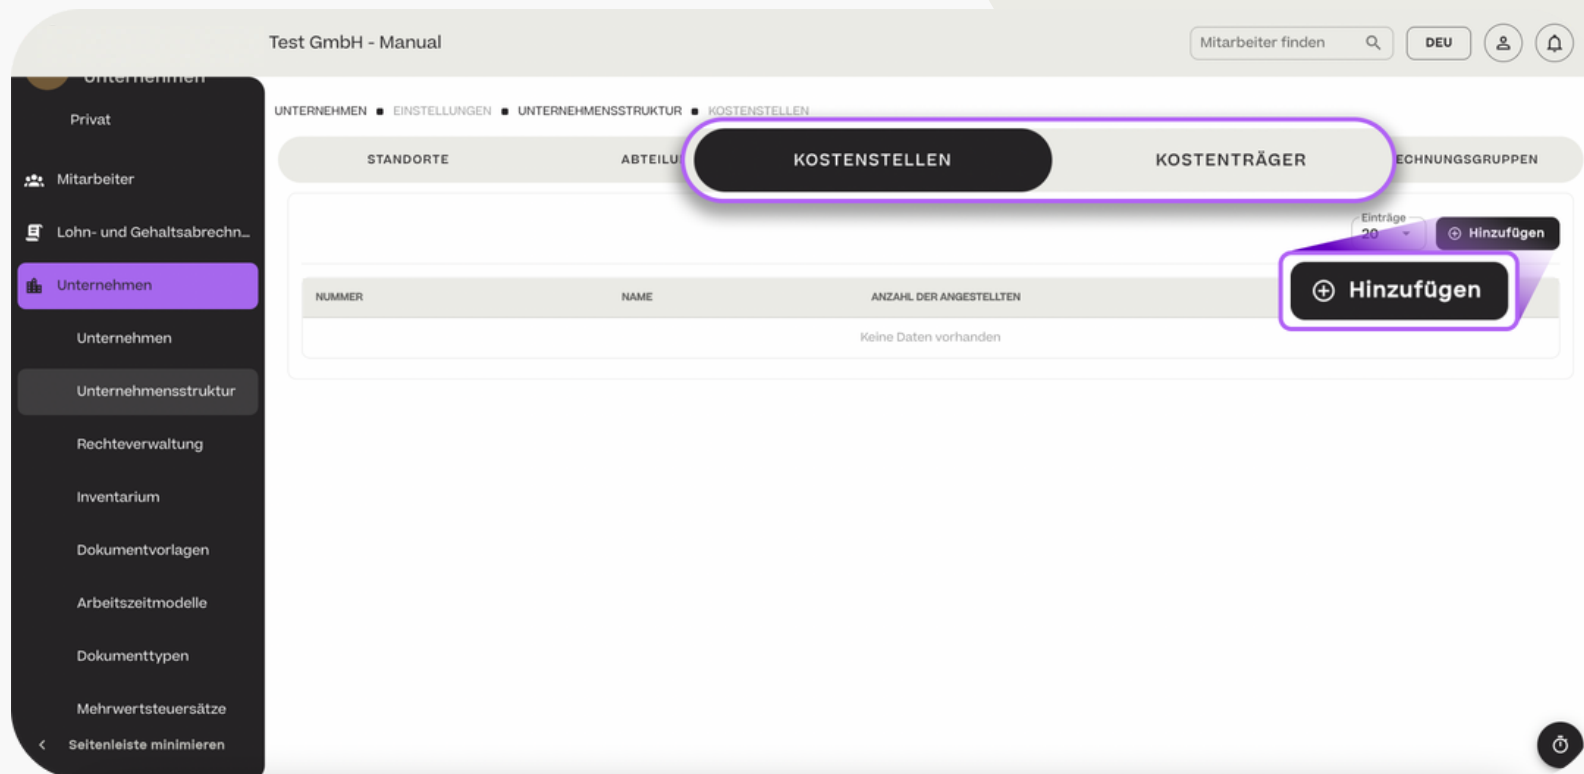 Test GmbH - Manual
Mitarbeiter finden
DEU
Unternehmen
Privat
Mitarbeiter
Lohn- und Gehaltsabrechn...
Unternehmen
Unternehmen
Unternehmensstruktur
Rechteverwaltung
Inventarium
Dokumentvorlagen
Arbeitszeitmodelle
Dokumenttypen
Mehrwertsteuersätze
Seitenleiste minimieren
UNTERNEHMEN ■ EINSTELLUNGEN ■ UNTERNEHMENSSTRUKTUR ■ KOSTENSTELLEN
STANDORTE ABTEILU KOSTENSTELLEN KOSTENTRÄGER ECHNUNGSGRUPPEN
Einträge
20
Hinzufügen
Hinzufügen
NUMMER NAME ANZAHL DER ANGESTELLTEN
Keine Daten vorhanden